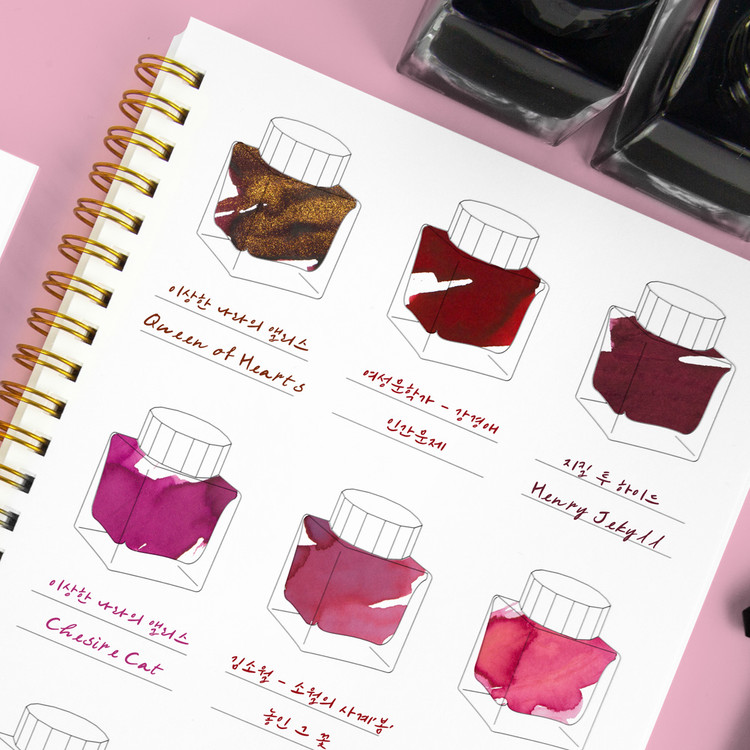 이상한 나라의 앨리스
Queen of Hearts
여성문학가 - 강경애
인간문제
지킬 투 하이드
Henry Jekyll
이상한 나라의 앨리스
Chesire Cat
김소월 - 소월의 사계'봄'
놓인 그 꽃